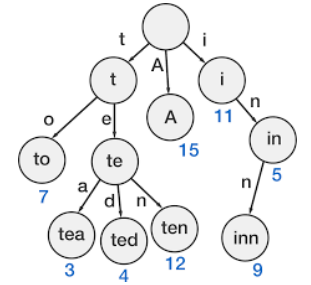 t A i
t i
11
o e A n
15
in
5
to te
7
a d n n
tea ted ten
3 4 12
inn
9